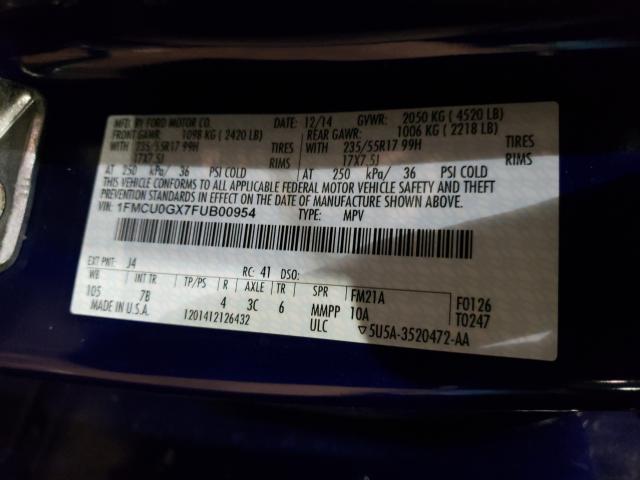 MFD. BY FORD MOTOR CO. DATE: 12/14 GVWR: 2050 KG ( 4520 LB)
FRONT GAWR: 1098 KG ( 2420 LB) REAR GAWR: 1006 KG ( 2218 LB)
WITH 235/55R17 99H TIRES WITH 235/55R17 99H TIRES
17X7.5J RIMS 17X7.5J RIMS
AT 250 kPa/ 36 PSI COLD AT 250 kPa/ 36 PSI COLD
THIS VEHICLE CONFORMS TO ALL APPLICABLE FEDERAL MOTOR VEHICLE SAFETY AND THEFT
PREVENTION STANDARDS IN EFFECT ON THE DATE OF MANUFACTURE SHOWN ABOVE.
VIN: 1FMCU0GX7FUB00954 TYPE: MPV
EXT PNT: J4 RC: 41 DSO:
WB INT TR TP/PS R AXLE TR SPR FM21A F0126
105 7B 4 3C 6 MMPP 10A T0247
MADE IN U.S.A. 1201412126432 ULC ▽5U5A-3520472-AA